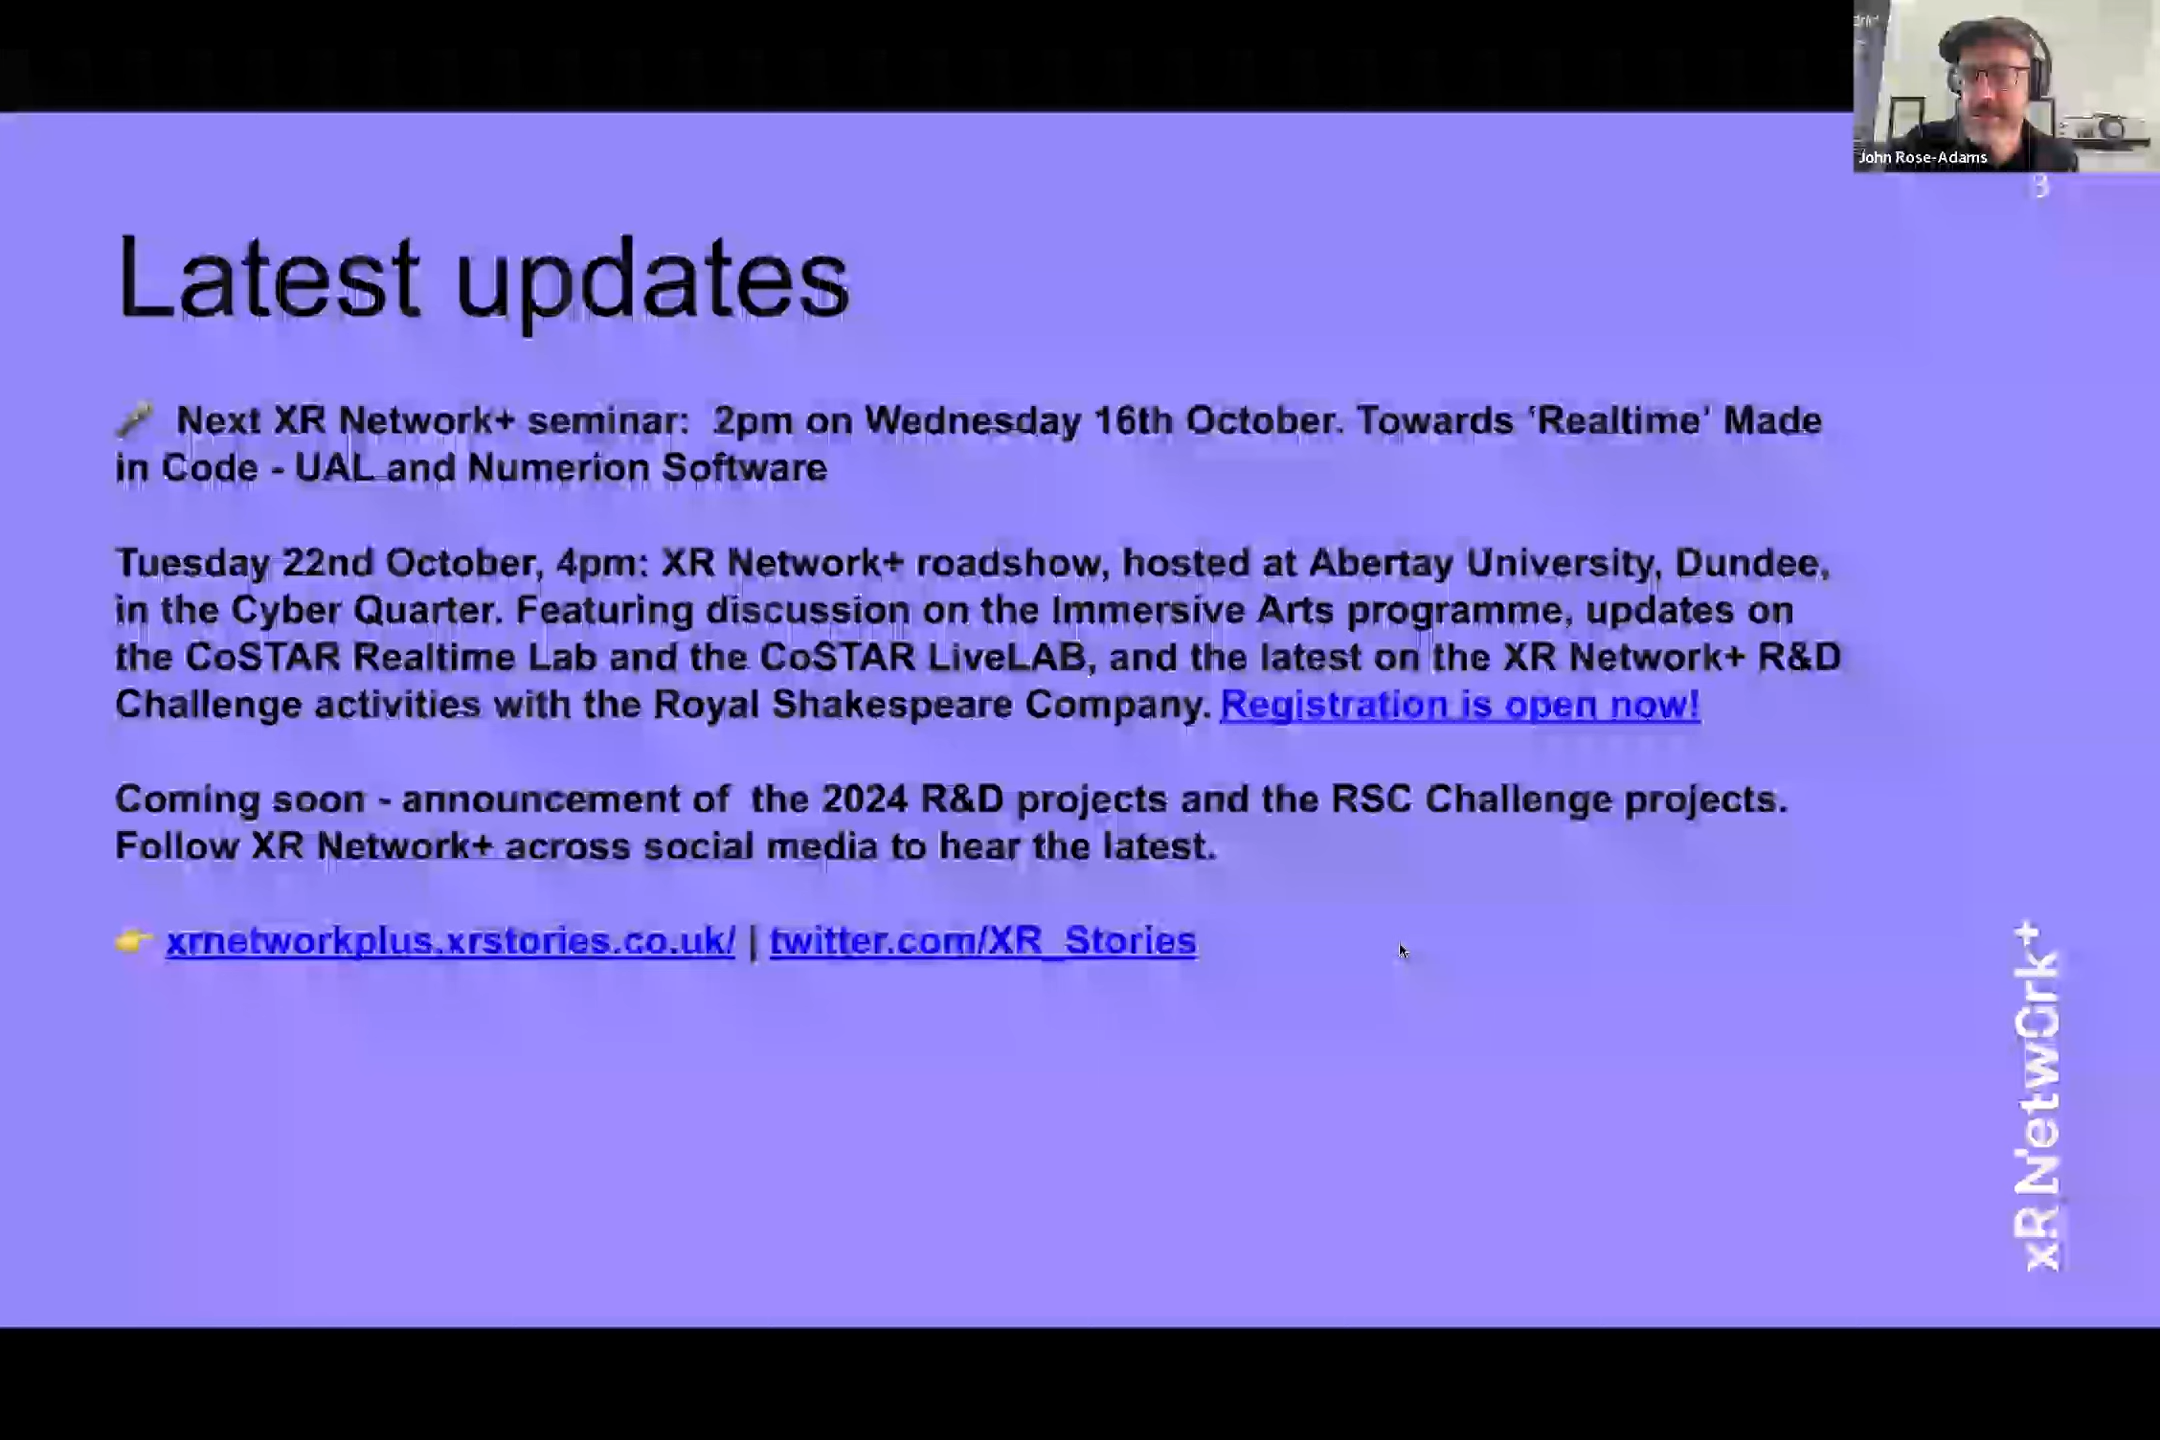 John Rose-Adams
3
Latest updates
Next XR Network+ seminar:  2pm on Wednesday 16th October. Towards ‘Realtime’ Made
in Code - UAL and Numerion Software
Tuesday 22nd October, 4pm: XR Network+ roadshow, hosted at Abertay University, Dundee,
in the Cyber Quarter. Featuring discussion on the Immersive Arts programme, updates on
the CoSTAR Realtime Lab and the CoSTAR LiveLAB, and the latest on the XR Network+ R&D
Challenge activities with the Royal Shakespeare Company. Registration is open now!
Coming soon - announcement of  the 2024 R&D projects and the RSC Challenge projects.
Follow XR Network+ across social media to hear the latest.
👉 xrnetworkplus.xrstories.co.uk/ | twitter.com/XR_Stories
xR Network+